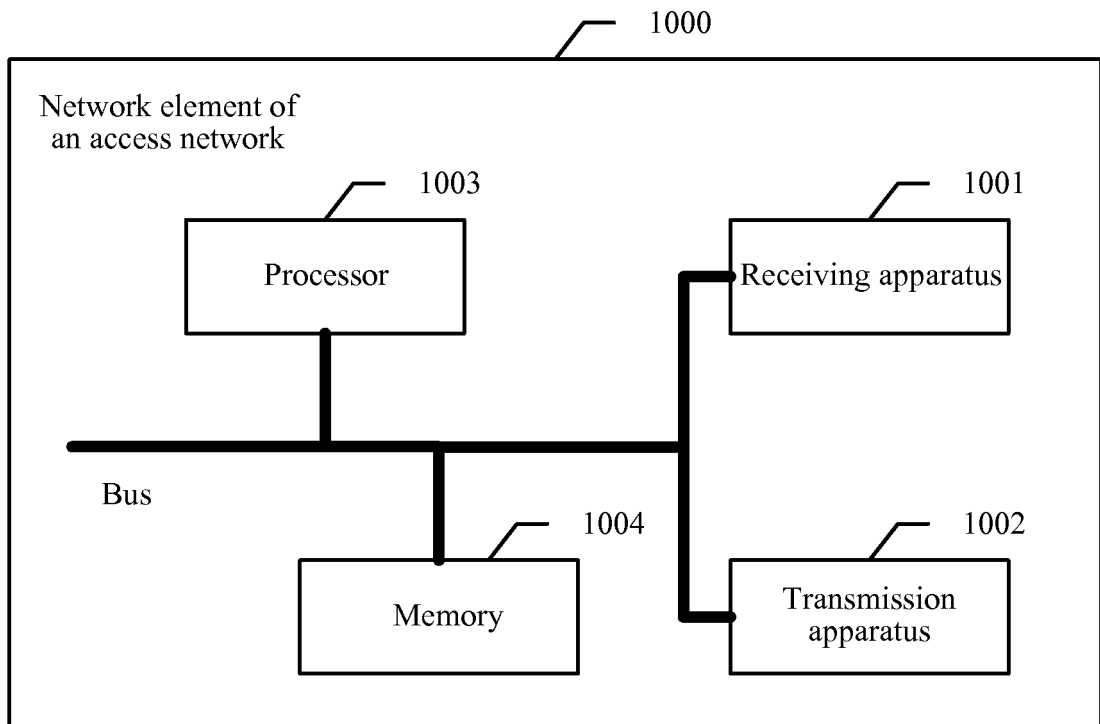 1000
Network element of
an access network
1003
1001
Processor
Receiving apparatus
Bus
1004
1002
Memory
Transmission
apparatus